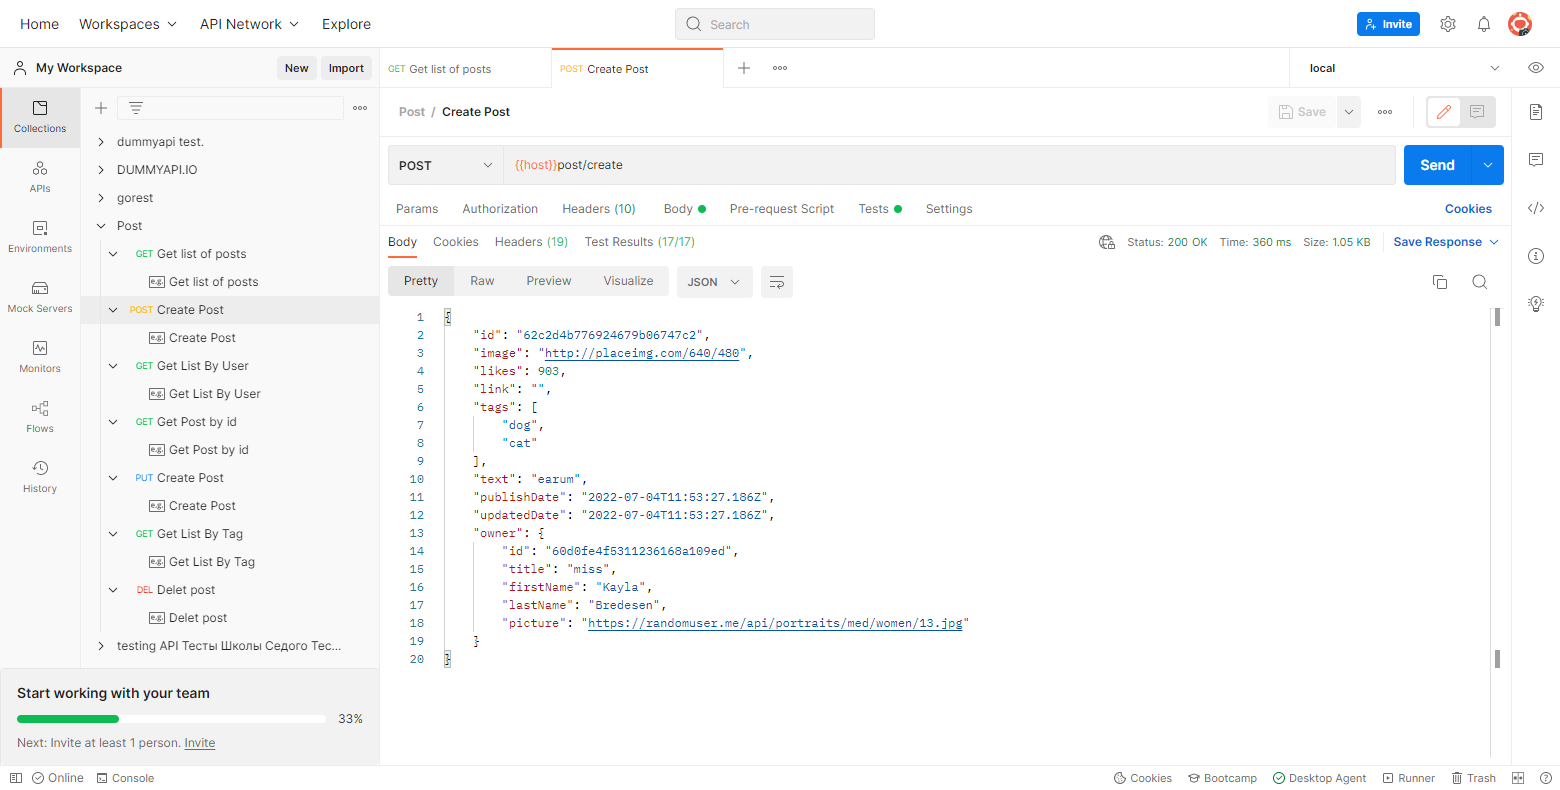 Home Workspaces API Network Explore Search Invite
My Workspace New Import GET Get list of posts POST Create Post local
Collections
APIs
Environments
Mock Servers
Monitors
Flows
History
dummyapi test.
DUMMYAPI.IO
gorest
Post
GET Get list of posts
e.g. Get list of posts
POST Create Post
e.g. Create Post
GET Get List By User
e.g. Get List By User
GET Get Post by id
e.g. Get Post by id
PUT Create Post
e.g. Create Post
GET Get List By Tag
e.g. Get List By Tag
DEL Delet post
e.g. Delet post
testing API Тесты Школы Седого Тес...
Start working with your team
33%
Next: Invite at least 1 person. Invite
Post / Create Post Save
POST {{host}}post/create Send
Params Authorization Headers (10) Body Pre-request Script Tests Settings Cookies
Body Cookies Headers (19) Test Results (17/17) Status: 200 OK Time: 360 ms Size: 1.05 KB Save Response
Pretty Raw Preview Visualize JSON
1 {
2 "id": "62c2d4b776924679b06747c2",
3 "image": "http://placeimg.com/640/480",
4 "likes": 903,
5 "link": "",
6 "tags": [
7 "dog",
8 "cat"
9 ],
10 "text": "earum",
11 "publishDate": "2022-07-04T11:53:27.186Z",
12 "updatedDate": "2022-07-04T11:53:27.186Z",
13 "owner": {
14 "id": "60d0fe4f5311236168a109ed",
15 "title": "miss",
16 "firstName": "Kayla",
17 "lastName": "Bredesen",
18 "picture": "https://randomuser.me/api/portraits/med/women/13.jpg"
19 }
20 }
Online Console Cookies Bootcamp Desktop Agent Runner Trash